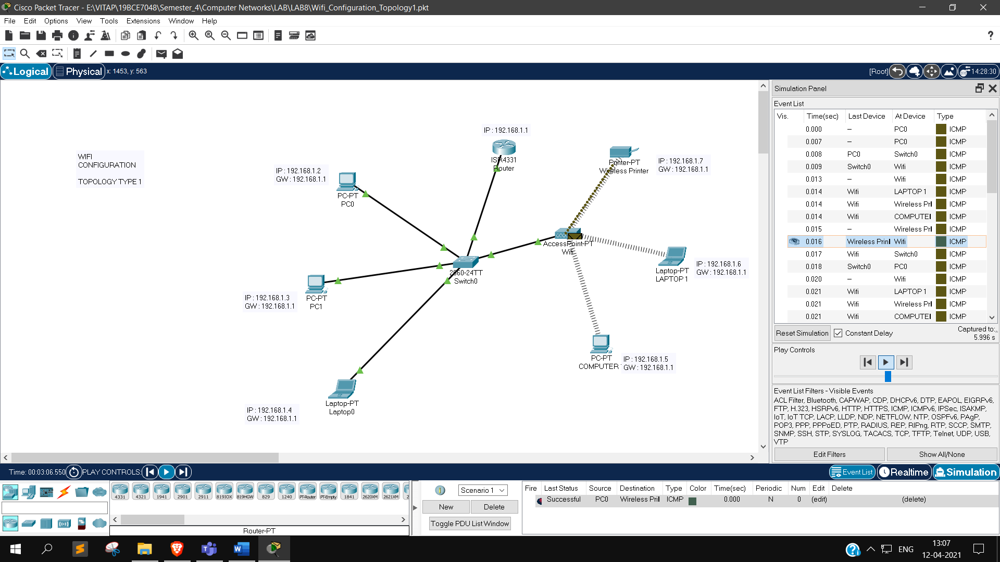 Cisco Packet Tracer - E:\VITAP\19BCE7048\Semester_4\Computer Networks\LAB\LAB8\Wifi_Configuration_Topology1.pkt
File Edit Options View Tools Extensions Window Help
?
Logical Physical x: 1453, y: 563
[Root] 14:28:30
WIFI
CONFIGURATION
TOPOLOGY TYPE 1
IP : 192.168.1.1
ISR4331
Router
IP : 192.168.1.2
GW : 192.168.1.1
PC-PT
PC0
Printer-PT
Wireless Printer
IP : 192.168.1.7
GW : 192.168.1.1
AccessPoint-PT
Wifi
2960-24TT
Switch0
Laptop-PT
LAPTOP 1
IP : 192.168.1.6
GW : 192.168.1.1
IP : 192.168.1.3
GW : 192.168.1.1
PC-PT
PC1
PC-PT
COMPUTER
IP : 192.168.1.5
GW : 192.168.1.1
Laptop-PT
Laptop0
IP : 192.168.1.4
GW : 192.168.1.1
Simulation Panel
Event List
Vis. Time(sec) Last Device At Device Type
0.000 -- PC0 ICMP
0.007 -- PC0 ICMP
0.008 PC0 Switch0 ICMP
0.009 Switch0 Wifi ICMP
0.013 -- Wifi ICMP
0.014 Wifi LAPTOP 1 ICMP
0.014 Wifi Wireless Pri ICMP
0.014 Wifi COMPUTE ICMP
0.015 -- Wireless Pri ICMP
0.016 Wireless Prin Wifi ICMP
0.017 Wifi Switch0 ICMP
0.018 Switch0 PC0 ICMP
0.020 -- Wifi ICMP
0.021 Wifi LAPTOP 1 ICMP
0.021 Wifi Wireless Pri ICMP
0.021 Wifi COMPUTE ICMP
Reset Simulation Constant Delay Captured to:
5.996 s
Play Controls
Event List Filters - Visible Events
ACL Filter, Bluetooth, CAPWAP, CDP, DHCPv6, DTP, EAPOL, EIGRPv6,
FTP, H.323, HSRPv6, HTTP, HTTPS, ICMP, ICMPv6, IPSec, ISAKMP,
IoT, IoT TCP, LACP, LLDP, NDP, NETFLOW, NTP, OSPFv6, PAgP,
POP3, PPP, PPPoED, PTP, RADIUS, REP, RIPng, RTP, SCCP, SMTP,
SNMP, SSH, STP, SYSLOG, TACACS, TCP, TFTP, Telnet, UDP, USB,
VTP
Edit Filters Show All/None
Time: 00:03:06.550 PLAY CONTROLS: Event List Realtime Simulation
4331 4321 1941 2901 2911 819IOX 819HGW 829 1240 PT-Router PT-Empty 1841 2620XM 2621XM
Router-PT
Scenario 1
New Delete
Toggle PDU List Window
Fire Last Status Source Destination Type Color Time(sec) Periodic Num Edit Delete
Successful PC0 Wireless Pri ICMP 0.000 N 0 (edit) (delete)
ENG
13:07
12-04-2021